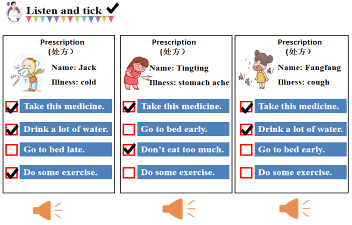 Listen and tick
Prescription
(处方)
Name: Jack
Illness: cold
Take this medicine.
Drink a lot of water.
Go to bed late.
Do some exercise.
Prescription
(处方)
Name: Tingting
Illness: stomach ache
Take this medicine.
Go to bed early.
Don't eat too much.
Do some exercise.
Prescription
(处方)
Name: Fangfang
Illness: cough
Take this medicine.
Drink a lot of water.
Go to bed early.
Do some exercise.